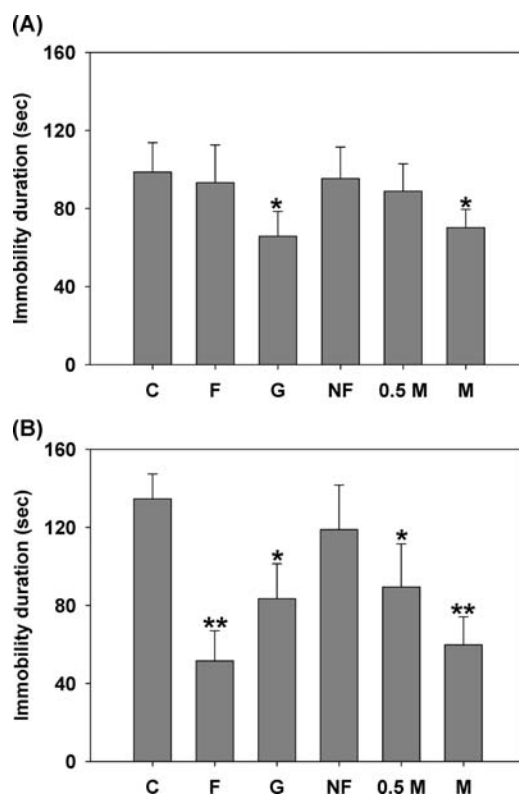 (A)
160
120
80
40
0
Immobility duration (sec)
* *
C F G NF 0.5 M M
(B)
160
120
80
40
0
Immobility duration (sec)
** * * **
C F G NF 0.5 M M